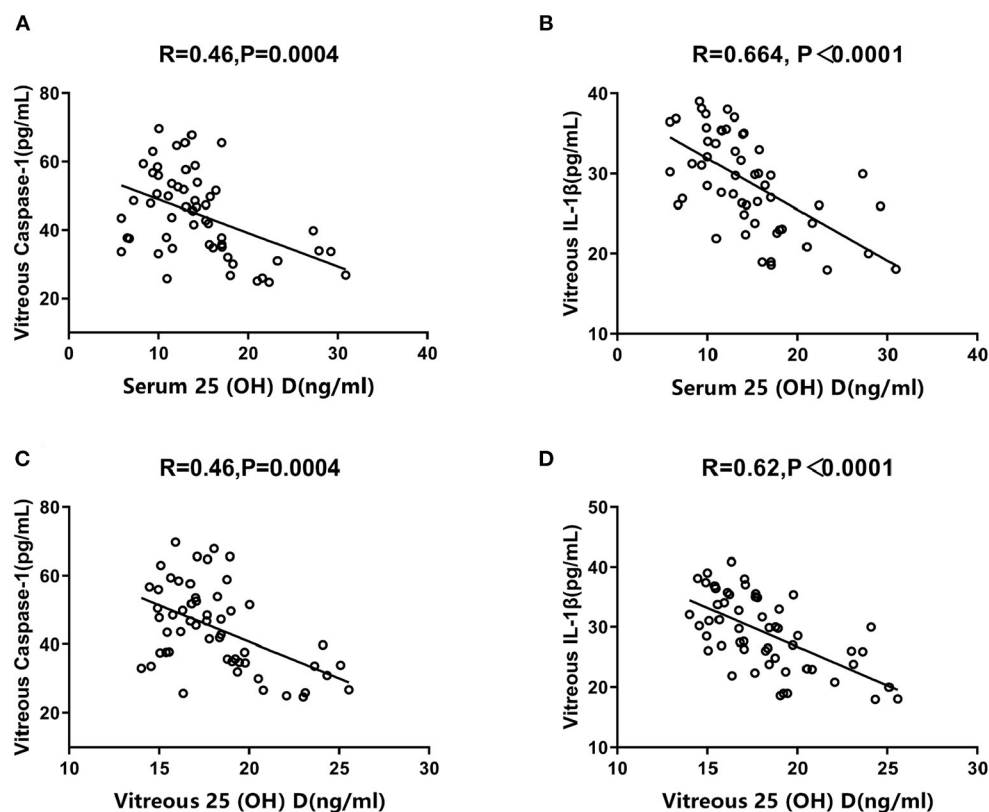 A
R=0.46,P=0.0004
Vitreous Caspase-1(pg/mL)
80
60
40
20
0 10 20 30 40
Serum 25 (OH) D(ng/ml)
B
R=0.664, P<0.0001
Vitreous IL-1β(pg/mL)
40
30
20
10
0 10 20 30 40
Serum 25 (OH) D(ng/ml)
C
R=0.46,P=0.0004
Vitreous Caspase-1(pg/mL)
80
60
40
20
10 15 20 25 30
Vitreous 25 (OH) D(ng/ml)
D
R=0.62,P<0.0001
Vitreous IL-1β(pg/mL)
50
40
30
20
10
10 15 20 25 30
Vitreous 25 (OH) D(ng/ml)